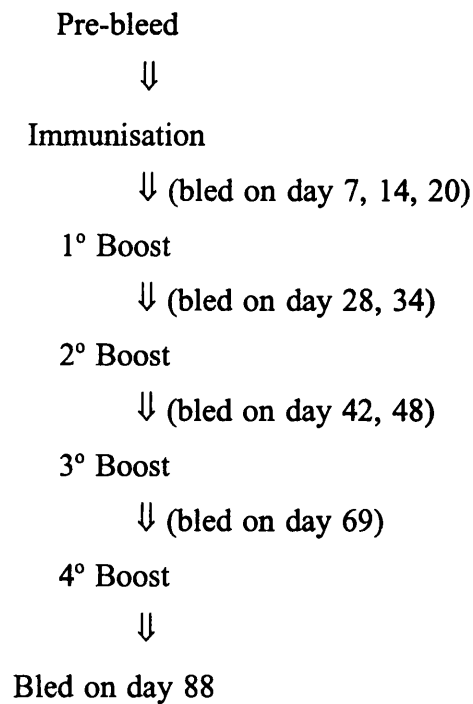 Pre-bleed
⇓
Immunisation
⇓ (bled on day 7, 14, 20)
1° Boost
⇓ (bled on day 28, 34)
2° Boost
⇓ (bled on day 42, 48)
3° Boost
⇓ (bled on day 69)
4° Boost
⇓
Bled on day 88